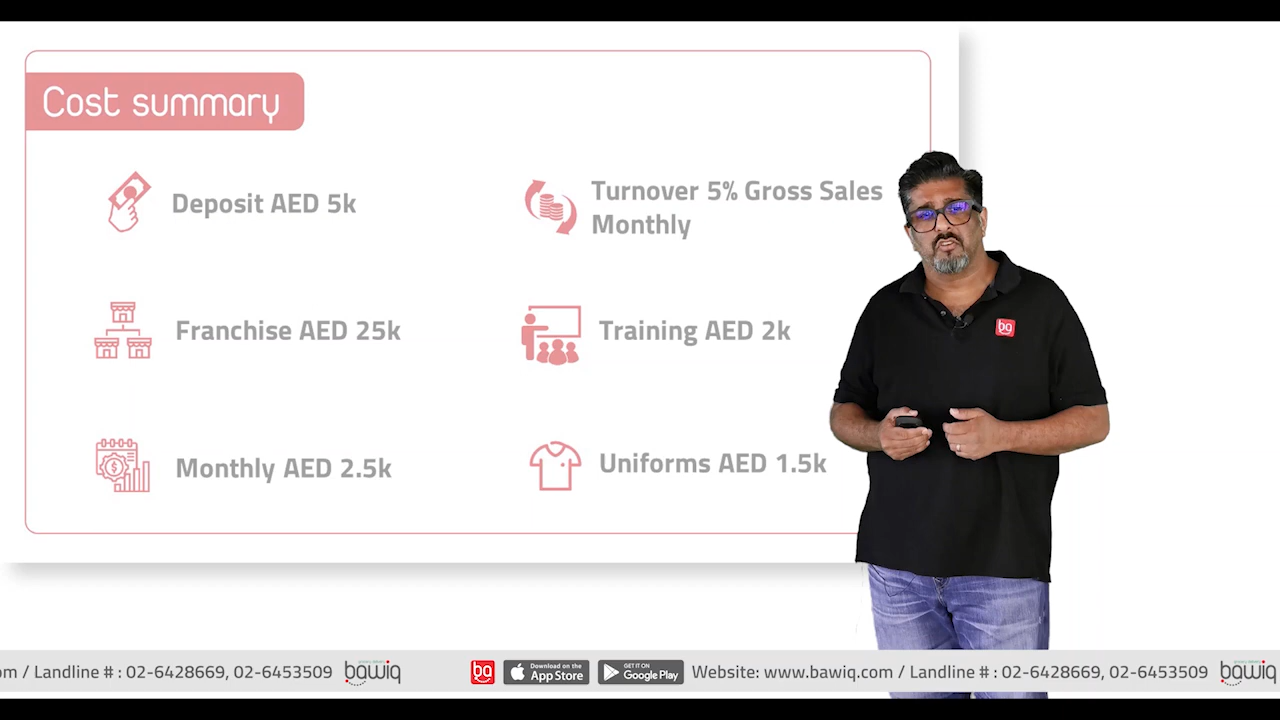 Cost summary
Deposit AED 5k
Turnover 5% Gross Sales
Monthly
Franchise AED 25k
Training AED 2k
Monthly AED 2.5k
Uniforms AED 1.5k
bq
om / Landline # : 02-6428669, 02-6453509 bawiq
bq Download on the App Store GET IT ON Google Play Website: www.bawiq.com / Landline # : 02-6428669, 02-6453509 bawiq